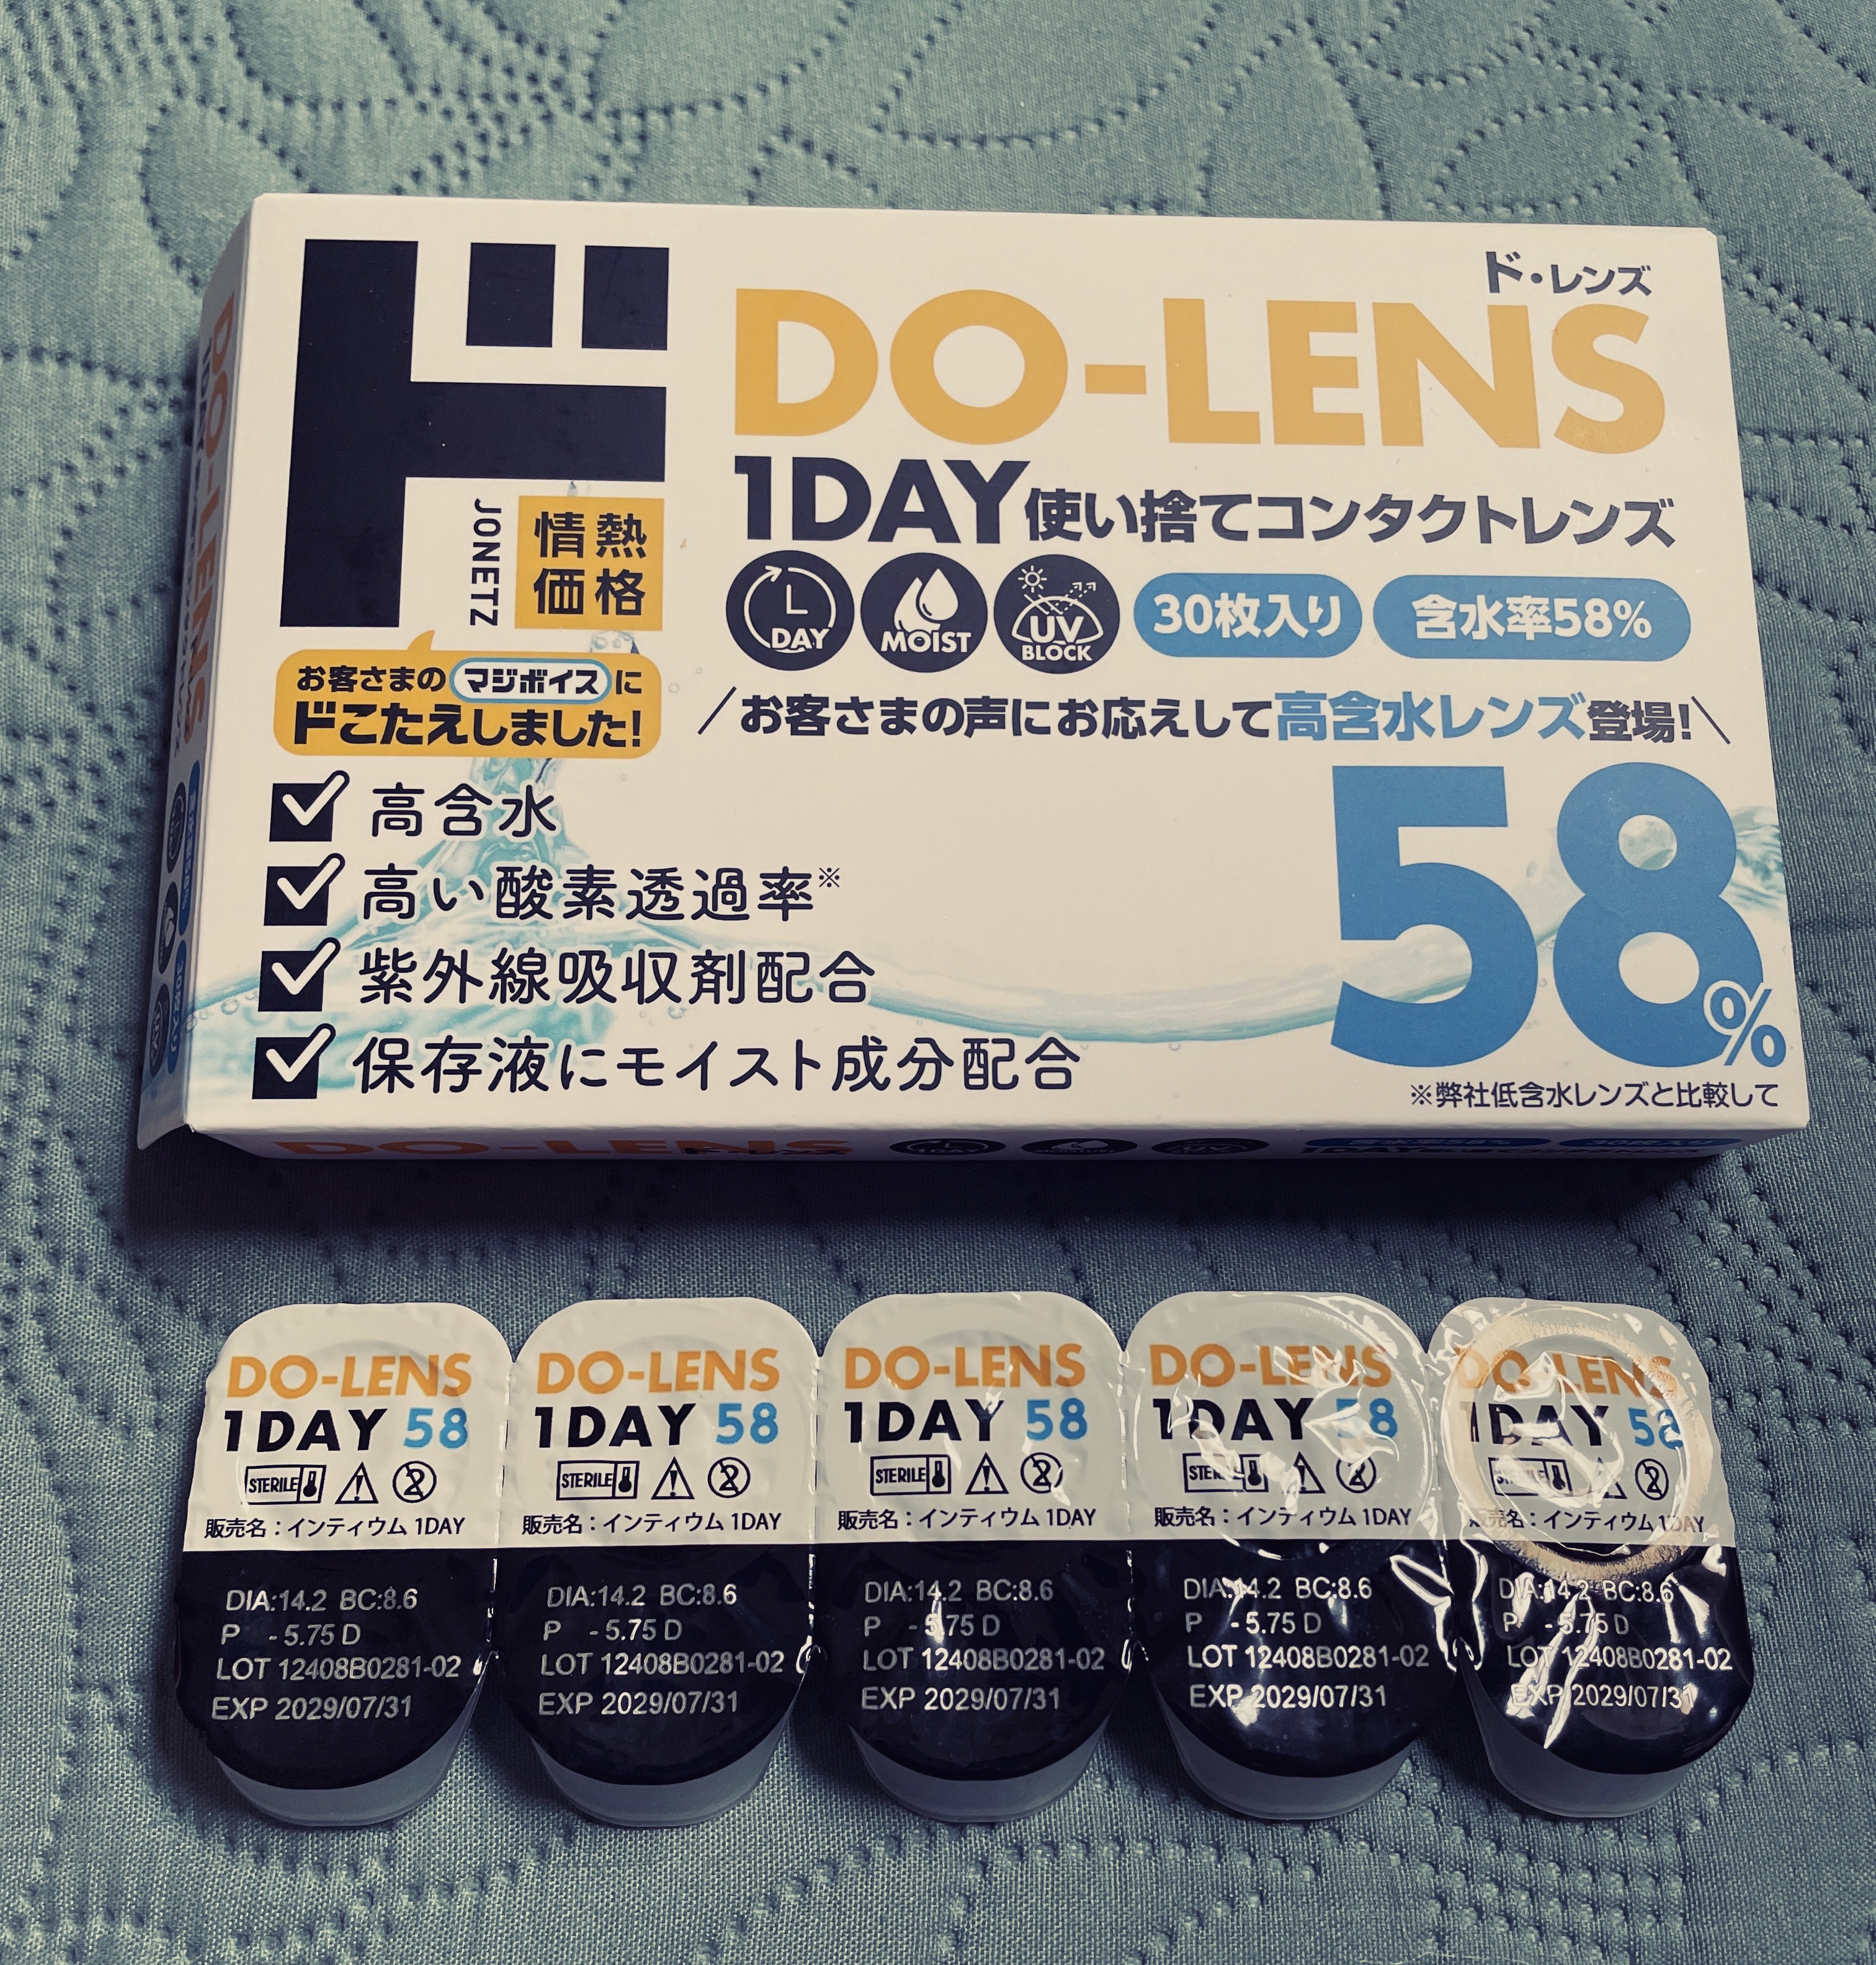 ド
JONETZ
情熱
価格
お客さまのマジボイスに
ドこたえしました!
ド・レンズ
DO-LENS
1DAY使い捨てコンタクトレンズ
DAY MOIST UV BLOCK 30枚入り 含水率58%
\お客さまの声にお応えして高含水レンズ登場!/
高含水
高い酸素透過率※
紫外線吸収剤配合
保存液にモイスト成分配合
58%
※弊社低含水レンズと比較して
DO-LENS
DO-LENS
DO-LENS
1DAY 58
STERILE
販売名:インティウム 1DAY
DIA:14.2 BC:8.6
P -5.75 D
LOT 12408B0281-02
EXP 2029/07/31
DO-LENS
1DAY 58
STERILE
販売名:インティウム 1DAY
DIA:14.2 BC:8.6
P -5.75 D
LOT 12408B0281-02
EXP 2029/07/31
DO-LENS
1DAY 58
STERILE
販売名:インティウム 1DAY
DIA:14.2 BC:8.6
P -5.75 D
LOT 12408B0281-02
EXP 2029/07/31
DO-LENS
1DAY 58
STERILE
販売名:インティウム 1DAY
DIA:14.2 BC:8.6
P -5.75 D
LOT 12408B0281-02
EXP 2029/07/31
DO-LENS
1DAY 58
STERILE
販売名:インティウム 1DAY
DIA:14.2 BC:8.6
P -5.75 D
LOT 12408B0281-02
EXP 2029/07/31